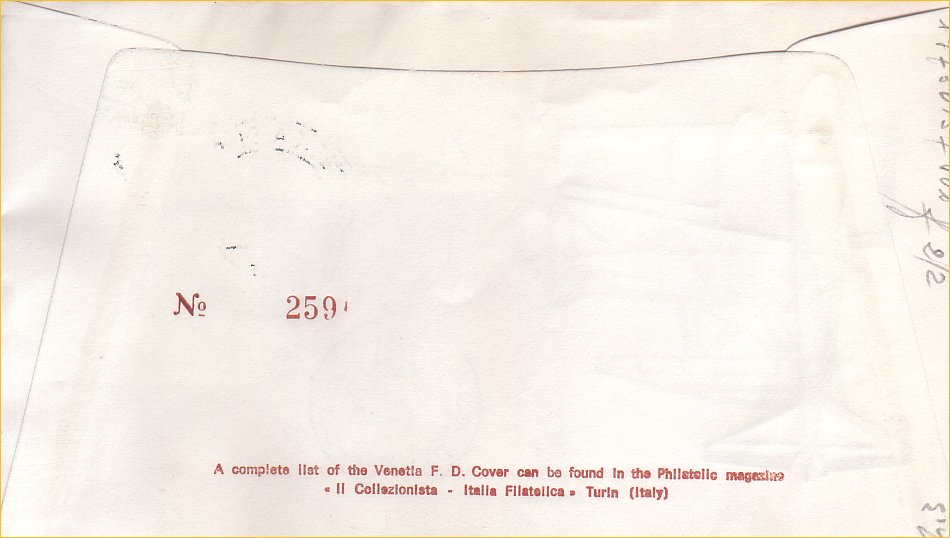 Nº 259
A complete list of the Venetia F. D. Cover can be found in the Philatelic magazine
« Il Collezionista - Italia Filatelica » Turin (Italy)